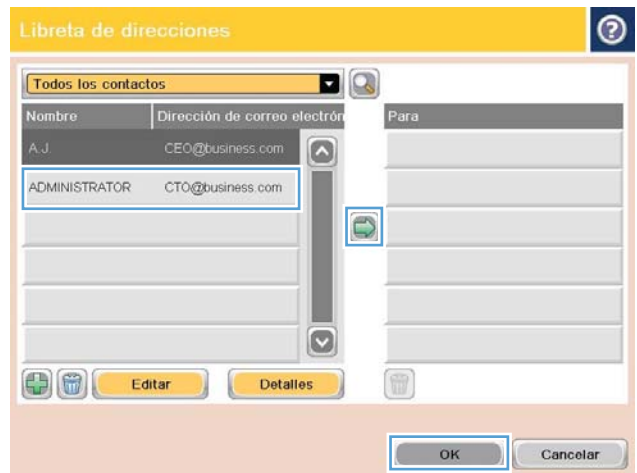 Libreta de direcciones
Todos los contactos
Nombre Dirección de correo electrón Para
A.J. CEO@business.com
ADMINISTRATOR CTO@business.com
Editar Detalles
OK Cancelar